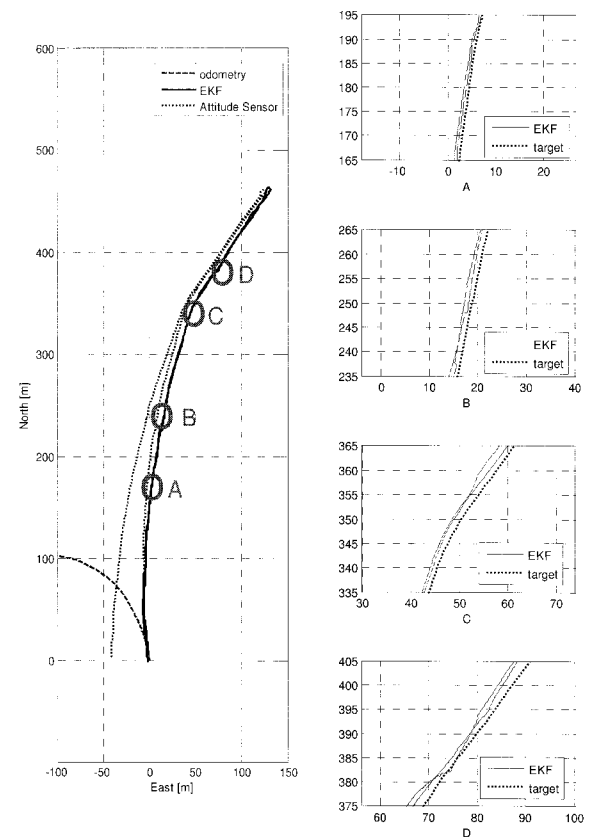 600
500
400
300
200
100
0
North [m]
-100 -50 0 50 100 150
East [m]
odometry
EKF
Attitude Sensor
D
C
B
A
195
190
185
180
175
170
165
-10 0 10 20
A
EKF
target
265
260
255
250
245
240
235
0 10 20 30 40
B
EKF
target
365
360
355
350
345
340
335
30 40 50 60 70
C
EKF
target
405
400
395
390
385
380
375
60 70 80 90 100
D
EKF
target